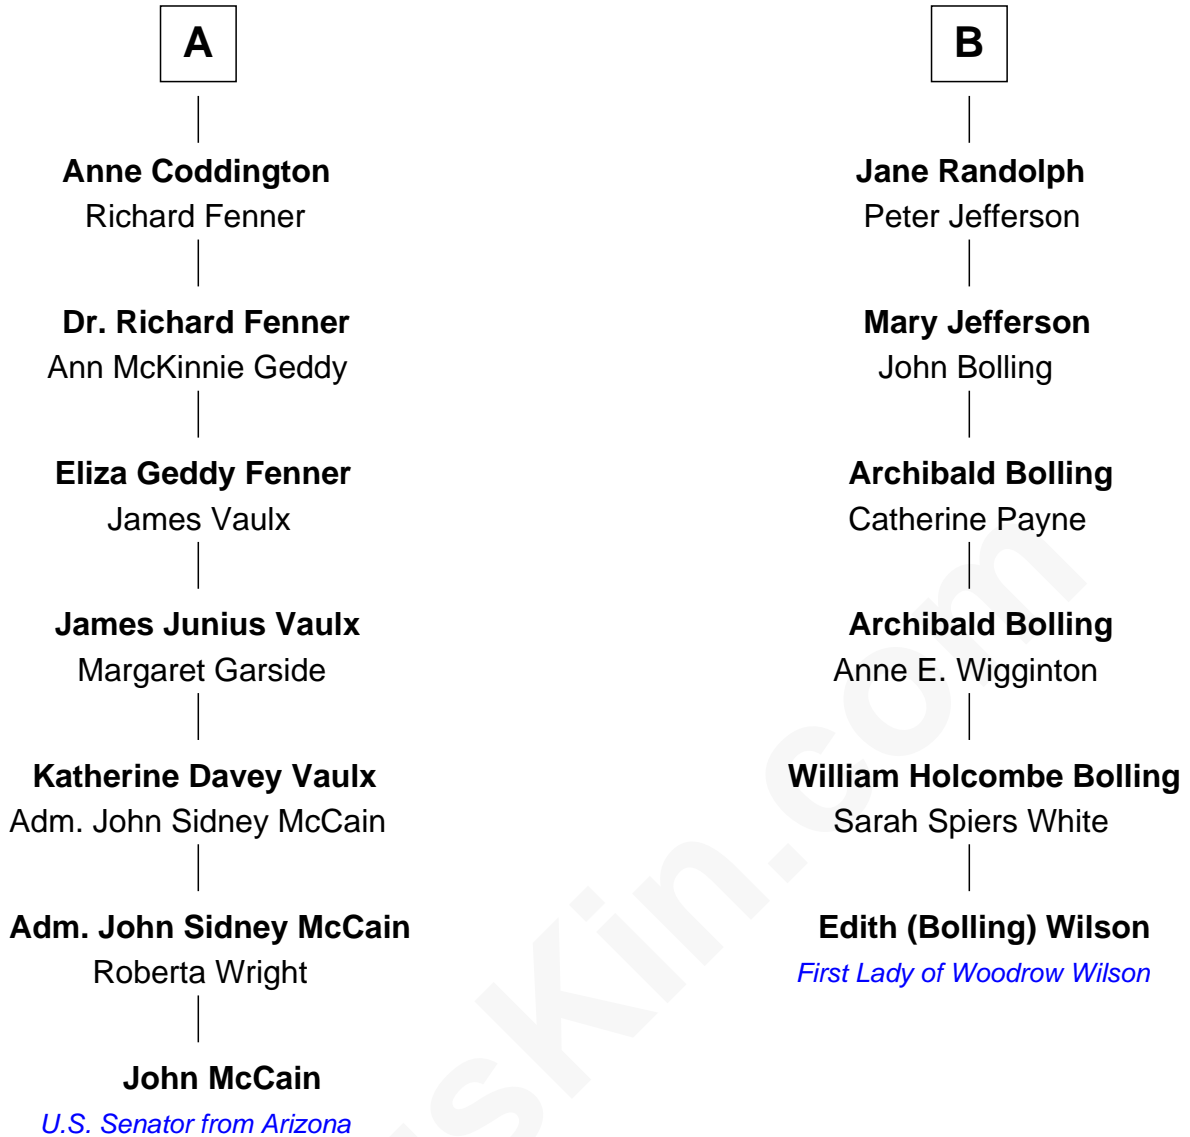 A
Anne Coddington
Richard Fenner
Dr. Richard Fenner
Ann McKinnie Geddy
Eliza Geddy Fenner
James Vaulx
James Junius Vaulx
Margaret Garside
Katherine Davey Vaulx
Adm. John Sidney McCain
Adm. John Sidney McCain
Roberta Wright
John McCain
U.S. Senator from Arizona
B
Jane Randolph
Peter Jefferson
Mary Jefferson
John Bolling
Archibald Bolling
Catherine Payne
Archibald Bolling
Anne E. Wigginton
William Holcombe Bolling
Sarah Spiers White
Edith (Bolling) Wilson
First Lady of Woodrow Wilson
sKin.com